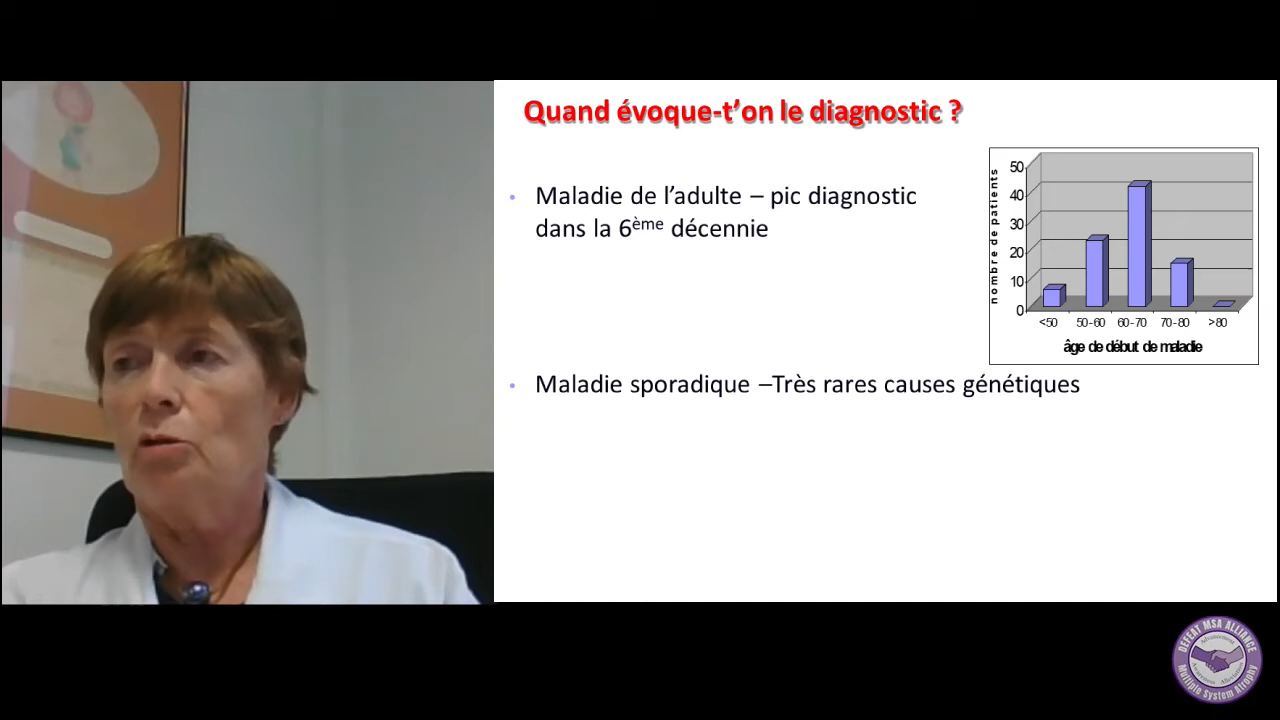 Quand évoque-t’on le diagnostic ?
• Maladie de l’adulte – pic diagnostic
dans la 6ème décennie
50
40
30
20
10
0
nombre de patients
<50 50-60 60-70 70-80 >80
âge de début de maladie
• Maladie sporadique –Très rares causes génétiques
DEFEAT MSA ALLIANCE
Multiple System Atrophy